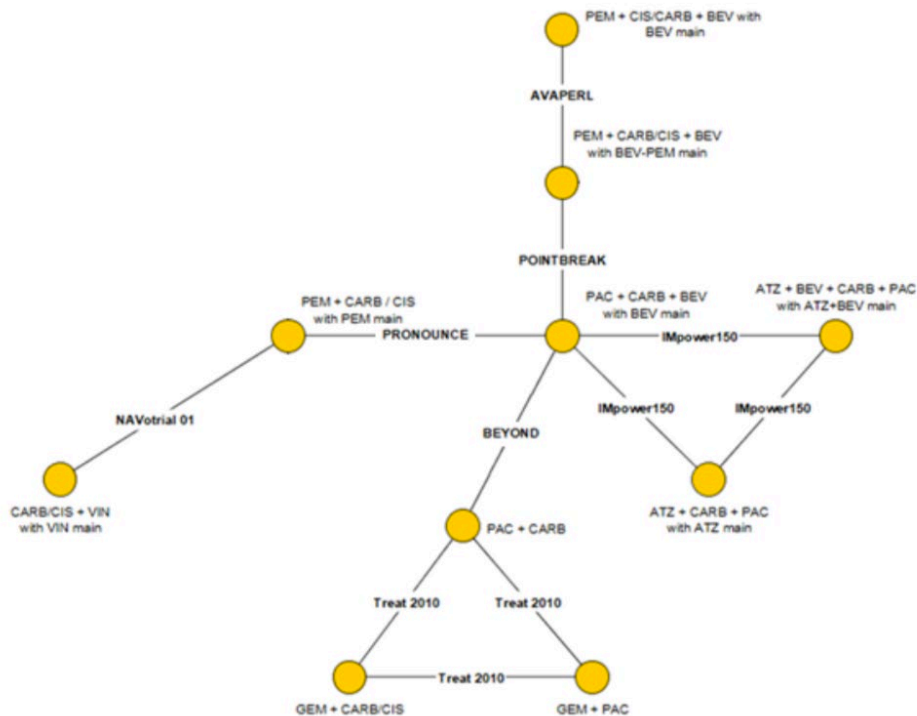 PEM + CIS/CARB + BEV with
BEV main
AVAPERL
PEM + CARB/CIS + BEV
with BEV-PEM main
POINTBREAK
PEM + CARB / CIS
with PEM main
PAC + CARB + BEV
with BEV main
ATZ + BEV + CARB + PAC
with ATZ+BEV main
PRONOUNCE
IMpower150
NAVotrial 01
BEYOND
IMpower150
IMpower150
CARB/CIS + VIN
with VIN main
ATZ + CARB + PAC
with ATZ main
PAC + CARB
Treat 2010
Treat 2010
Treat 2010
GEM + CARB/CIS
GEM + PAC